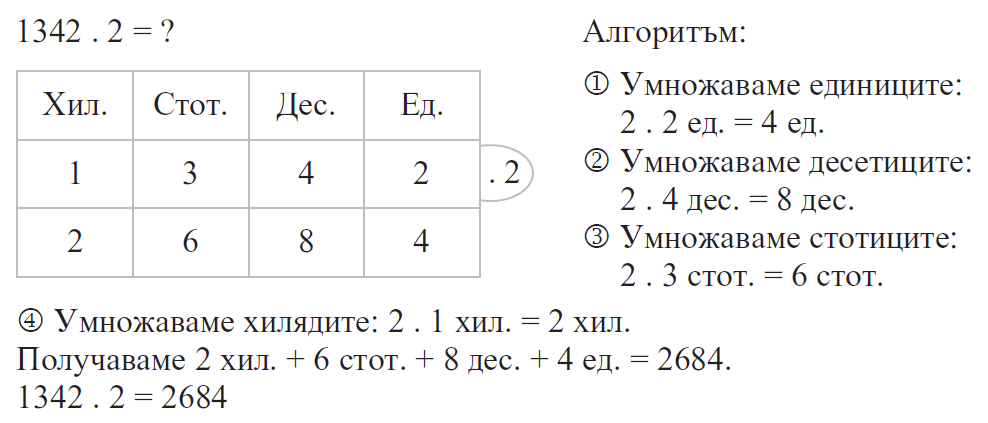 1342 . 2 = ?
Хил. Стот. Дес. Ед.
1 3 4 2 . 2
2 6 8 4
Алгоритъм:
① Умножаваме единиците:
2 . 2 ед. = 4 ед.
② Умножаваме десетиците:
2 . 4 дес. = 8 дес.
③ Умножаваме стотиците:
2 . 3 стот. = 6 стот.
④ Умножаваме хилядите: 2 . 1 хил. = 2 хил.
Получаваме 2 хил. + 6 стот. + 8 дес. + 4 ед. = 2684.
1342 . 2 = 2684